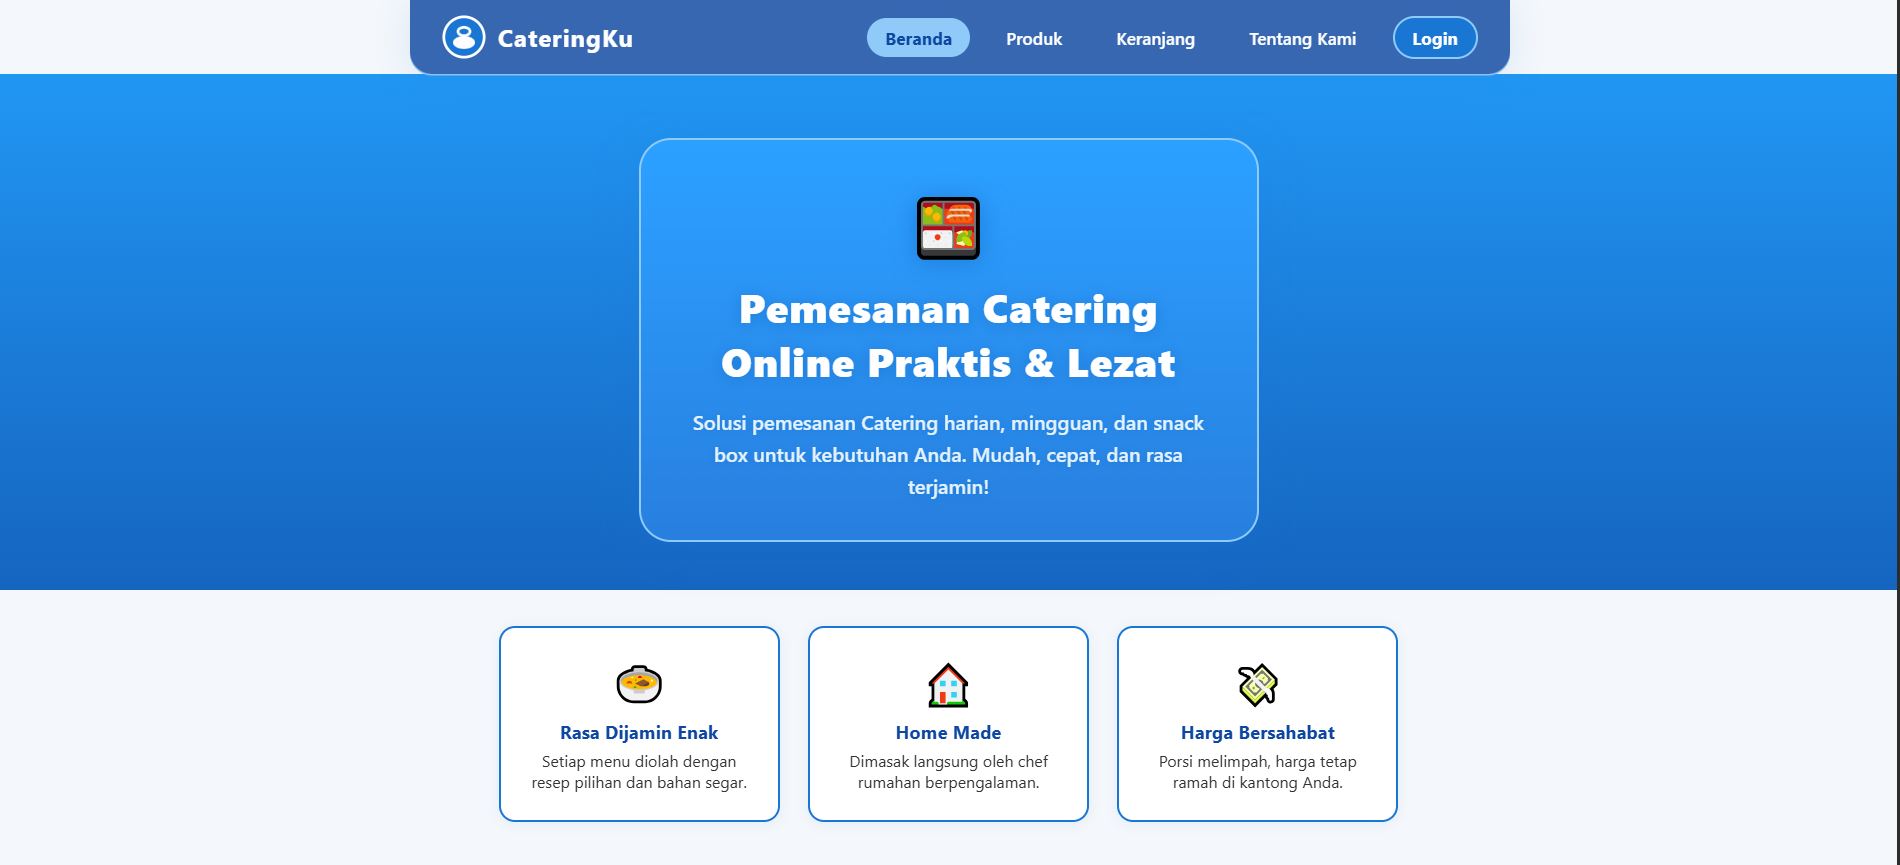 CateringKu
Beranda
Produk
Keranjang
Tentang Kami
Login
Pemesanan Catering
Online Praktis & Lezat
Solusi pemesanan Catering harian, mingguan, dan snack
box untuk kebutuhan Anda. Mudah, cepat, dan rasa
terjamin!
Rasa Dijamin Enak
Setiap menu diolah dengan
resep pilihan dan bahan segar.
Home Made
Dimasak langsung oleh chef
rumahan berpengalaman.
Harga Bersahabat
Porsi melimpah, harga tetap
ramah di kantong Anda.